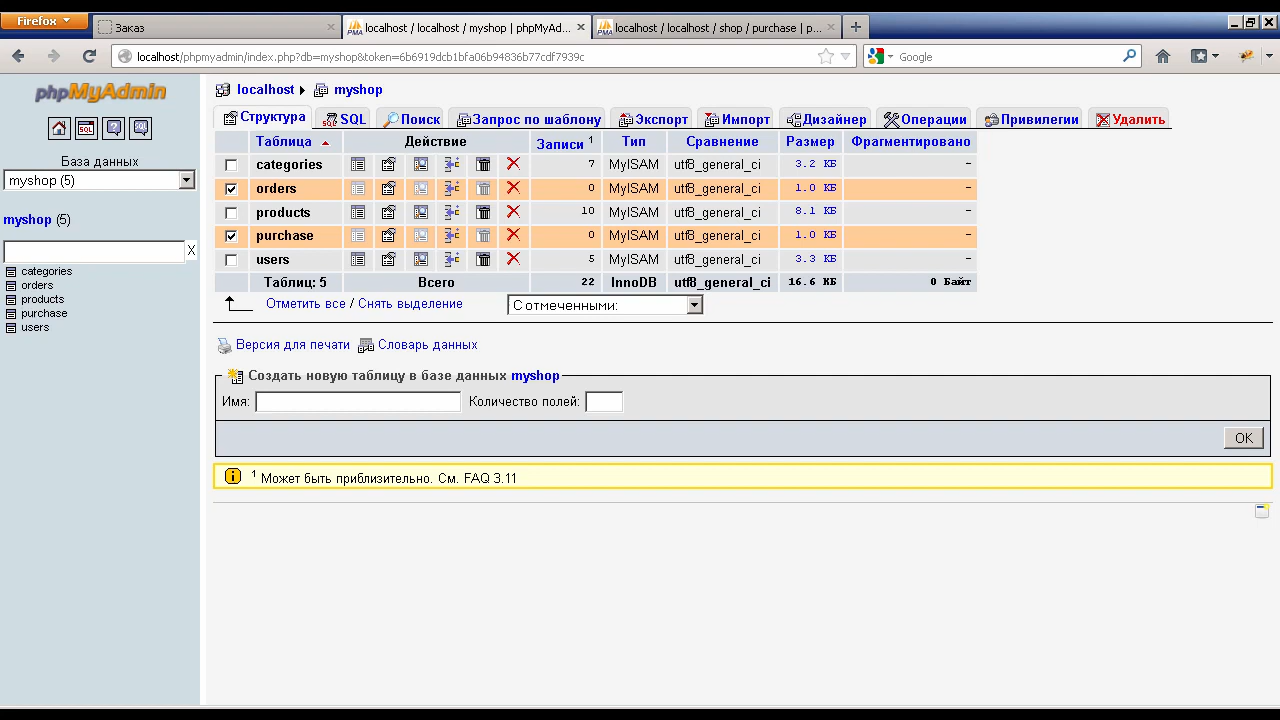 Firefox
Заказ
localhost / localhost / myshop | phpMyAd...
localhost / localhost / shop / purchase | p...
localhost/phpmyadmin/index.php?db=myshop&token=6b6919dcb1bfa06b94836b77cdf7939c
Google
phpMyAdmin
SQL
База данных
myshop (5)
myshop (5)
X
categories
orders
products
purchase
users
localhost myshop
Структура SQL Поиск Запрос по шаблону Экспорт Импорт Дизайнер Операции Привилегии Удалить
Таблица Действие Записи 1 Тип Сравнение Размер Фрагментировано
categories 7 MyISAM utf8_general_ci 3.2 КБ -
orders 0 MyISAM utf8_general_ci 1.0 КБ -
products 10 MyISAM utf8_general_ci 8.1 КБ -
purchase 0 MyISAM utf8_general_ci 1.0 КБ -
users 5 MyISAM utf8_general_ci 3.3 КБ -
Таблиц: 5 Всего 22 InnoDB utf8_general_ci 16.6 КБ 0 Байт
Отметить все / Снять выделение С отмеченными:
Версия для печати Словарь данных
Создать новую таблицу в базе данных myshop
Имя: Количество полей:
OK
1 Может быть приблизительно. См. FAQ 3.11